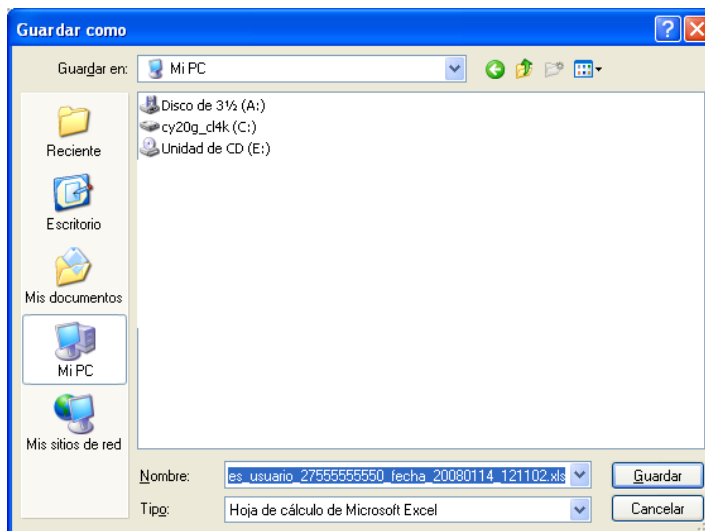 Guardar como
Guardar en: Mi PC
Disco de 3½ (A:)
cy20g_cl4k (C:)
Unidad de CD (E:)
Reciente
Escritorio
Mis documentos
Mi PC
Mis sitios de red
Nombre: es_usuario_27555555550_fecha_20080114_121102.xls Guardar
Tipo: Hoja de cálculo de Microsoft Excel Cancelar